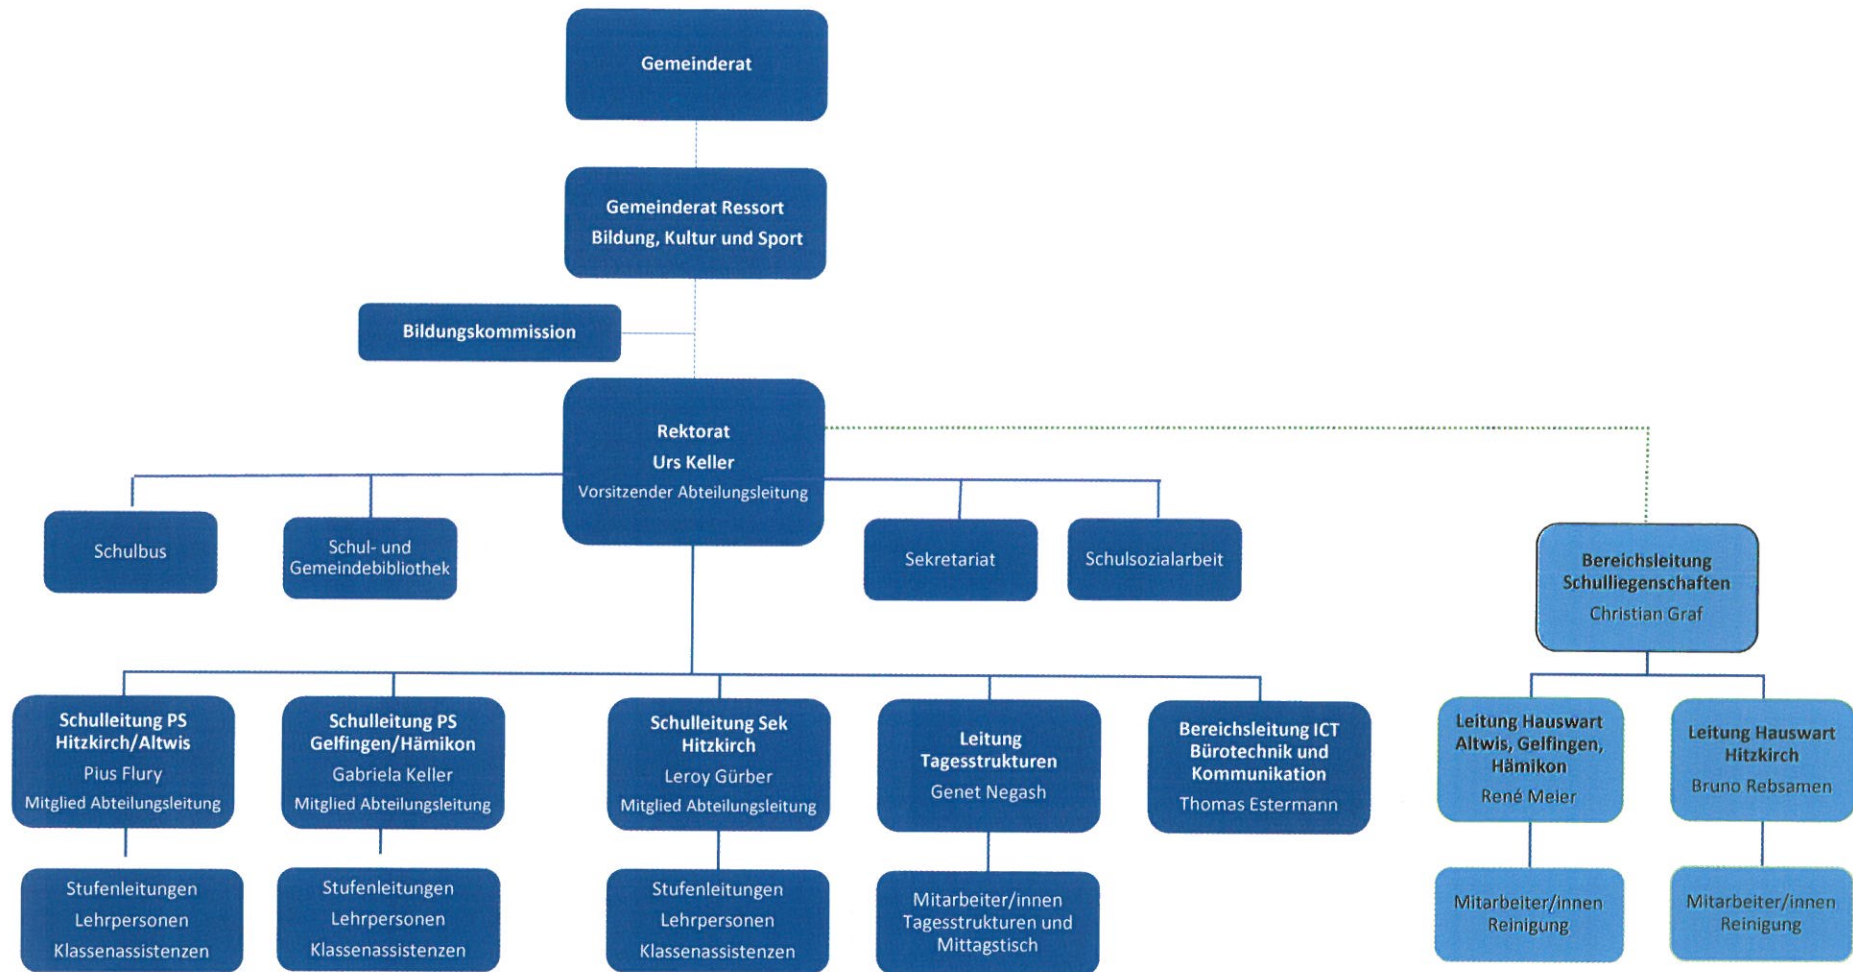 Gemeinderat
Gemeinderat Ressort
Bildung, Kultur und Sport
Bildungskommission
Rektorat
Urs Keller
Vorsitzender Abteilungsleitung
Schulbus
Schul- und
Gemeindebibliothek
Sekretariat
Schulsozialarbeit
Bereichsleitung
Schulliegenschaften
Christian Graf
Schulleitung PS
Hitzkirch/Altwis
Pius Flury
Mitglied Abteilungsleitung
Schulleitung PS
Gelfingen/Hämikon
Gabriela Keller
Mitglied Abteilungsleitung
Schulleitung Sek
Hitzkirch
Leroy Gürber
Mitglied Abteilungsleitung
Leitung
Tagesstrukturen
Genet Negash
Bereichsleitung ICT
Bürotechnik und
Kommunikation
Thomas Estermann
Leitung Hauswart
Altwis, Gelfingen,
Hämikon
René Meier
Leitung Hauswart
Hitzkirch
Bruno Rebsamen
Stufenleitungen
Lehrpersonen
Klassenassistenzen
Stufenleitungen
Lehrpersonen
Klassenassistenzen
Stufenleitungen
Lehrpersonen
Klassenassistenzen
Mitarbeiter/innen
Tagesstrukturen und
Mittagstisch
Mitarbeiter/innen
Reinigung
Mitarbeiter/innen
Reinigung